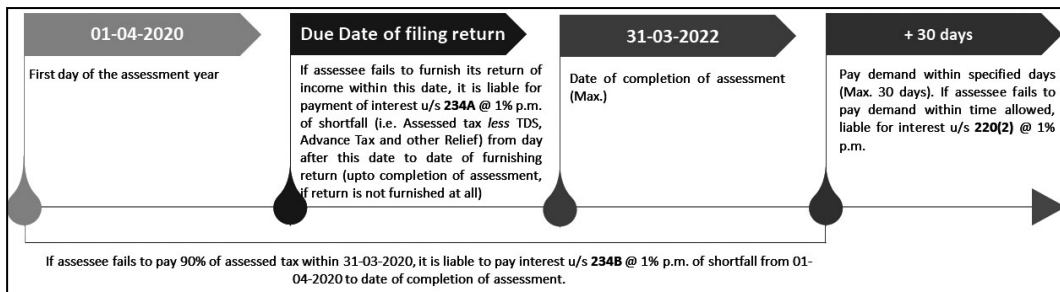 01-04-2020
First day of the assessment year
Due Date of filing return
If assessee fails to furnish its return of
income within this date, it is liable for
payment of interest u/s 234A @ 1% p.m.
of shortfall (i.e. Assessed tax less TDS,
Advance Tax and other Relief) from day
after this date to date of furnishing
return (upto completion of assessment,
if return is not furnished at all)
31-03-2022
Date of completion of assessment
(Max.)
+ 30 days
Pay demand within specified days
(Max. 30 days). If assessee fails to
pay demand within time allowed,
liable for interest u/s 220(2) @ 1%
p.m.
If assessee fails to pay 90% of assessed tax within 31-03-2020, it is liable to pay interest u/s 234B @ 1% p.m. of shortfall from 01-
04-2020 to date of completion of assessment.